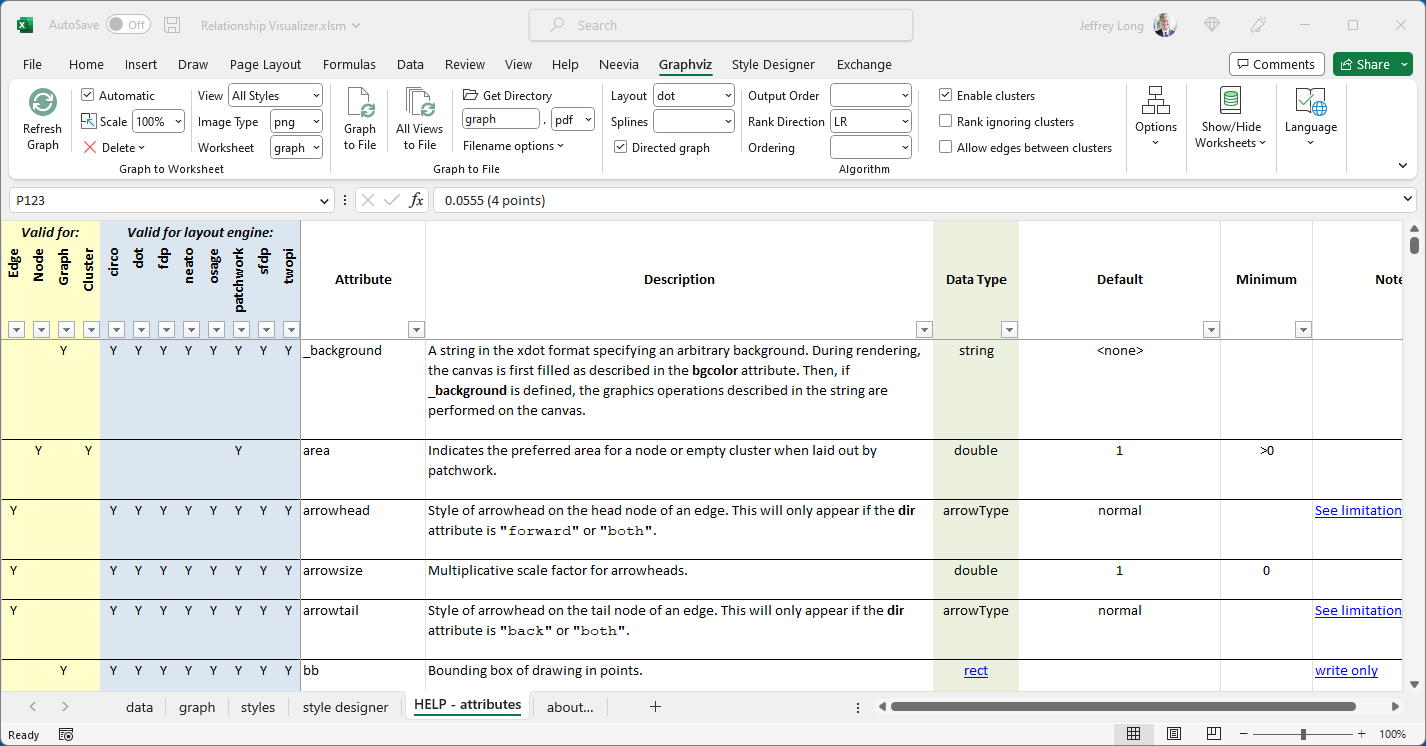 AutoSave Off Relationship Visualizer.xlsm Search Jeffrey Long
File Home Insert Draw Page Layout Formulas Data Review View Help Neevia Graphviz Style Designer Exchange Comments Share
Automatic View All Styles Get Directory Layout dot Output Order Enable clusters
Refresh Graph Scale 100% Image Type png Graph to File All Views to File graph . pdf Splines Rank Direction LR Rank ignoring clusters Options Show/Hide Worksheets Language
Delete Worksheet graph Filename options Directed graph Ordering Allow edges between clusters
Graph to Worksheet Graph to File Algorithm
P123 fx 0.0555 (4 points)
Valid for: Valid for layout engine:
Edge Node Graph Cluster circo dot fdp neato osage patchwork sfdp twopi Attribute Description Data Type Default Minimum Note
Y Y Y Y Y Y Y Y Y _background A string in the xdot format specifying an arbitrary background. During rendering, string <none>
the canvas is first filled as described in the bgcolor attribute. Then, if
_background is defined, the graphics operations described in the string are
performed on the canvas.
Y Y Y area Indicates the preferred area for a node or empty cluster when laid out by double 1 >0
patchwork.
Y Y Y Y Y Y Y Y Y arrowhead Style of arrowhead on the head node of an edge. This will only appear if the dir arrowType normal See limitation
attribute is "forward" or "both".
Y Y Y Y Y Y Y Y Y arrowsize Multiplicative scale factor for arrowheads. double 1 0
Y Y Y Y Y Y Y Y Y arrowtail Style of arrowhead on the tail node of an edge. This will only appear if the dir arrowType normal See limitation
attribute is "back" or "both".
Y Y Y Y Y Y Y Y Y bb Bounding box of drawing in points. rect write only
data graph styles style designer HELP - attributes about...
Ready 100%